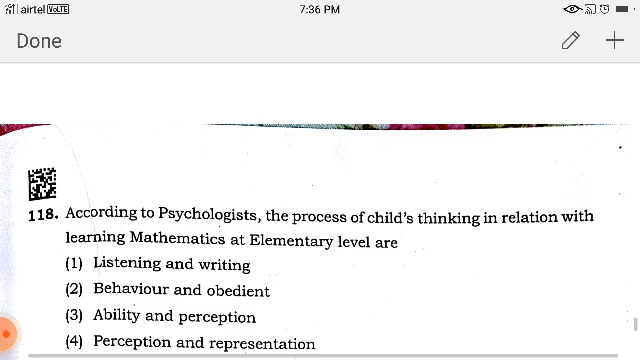 airtel VoLTE 7:36 PM
Done
118. According to Psychologists, the process of child's thinking in relation with
learning Mathematics at Elementary level are
(1) Listening and writing
(2) Behaviour and obedient
(3) Ability and perception
(4) Perception and representation